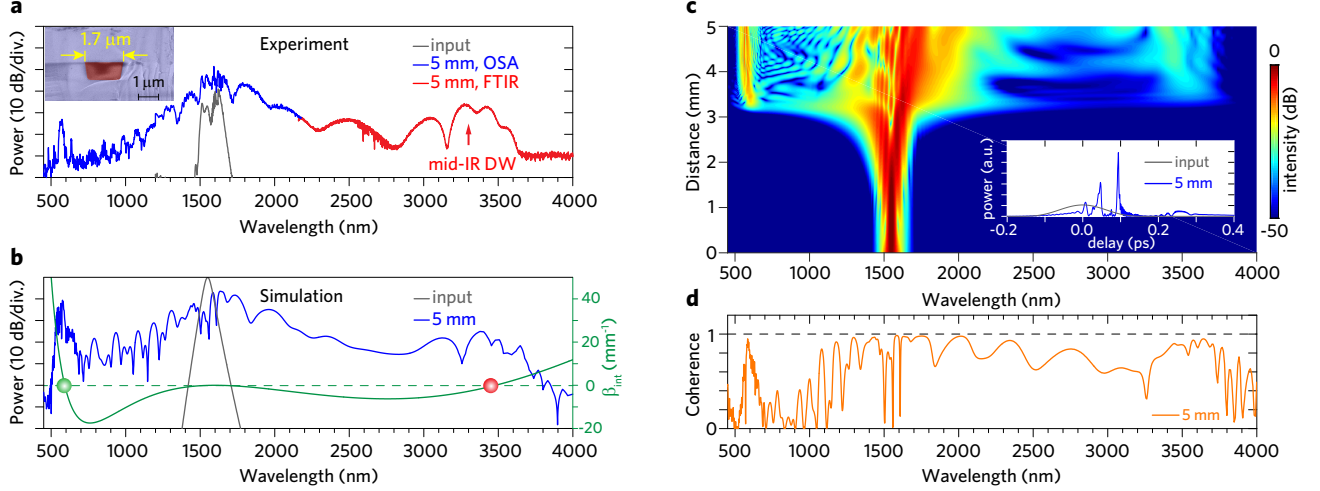 a
Power (10 dB/div.)
1.7 μm
1 μm
Experiment
input
5 mm, OSA
5 mm, FTIR
mid-IR DW
500 1000 1500 2000 2500 3000 3500 4000
Wavelength (nm)
b
Power (10 dB/div.)
Simulation
input
5 mm
40
20
0
-20
βint (mm⁻¹)
500 1000 1500 2000 2500 3000 3500 4000
Wavelength (nm)
c
Distance (mm)
5
4
3
2
1
0
power (a.u.)
input
5 mm
-0.2 0.0 0.2 0.4
delay (ps)
0
intensity (dB)
-50
500 1000 1500 2000 2500 3000 3500 4000
Wavelength (nm)
d
Coherence
1
0
5 mm
500 1000 1500 2000 2500 3000 3500 4000
Wavelength (nm)